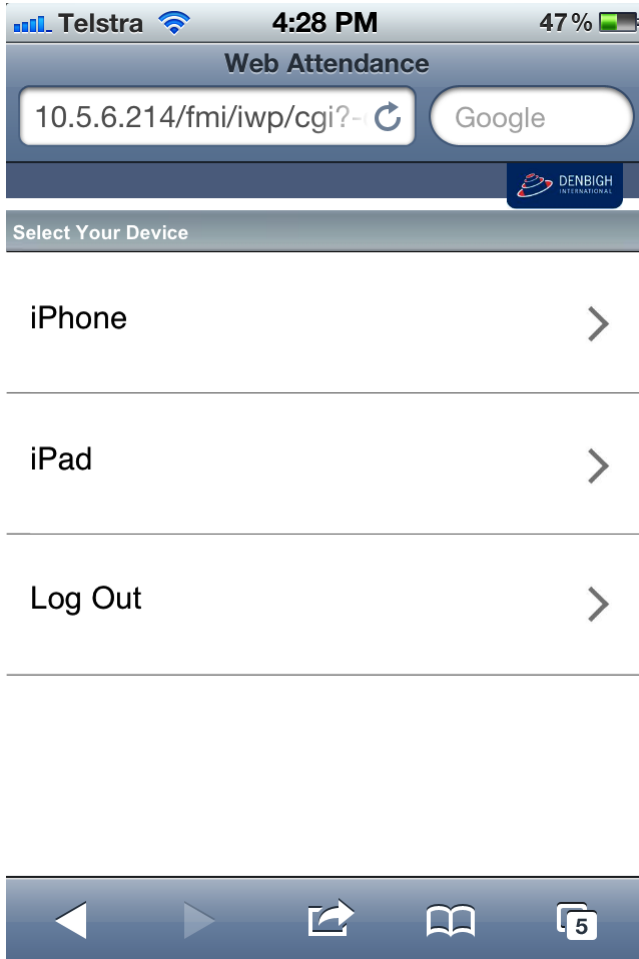 Telstra 4:28 PM 47%
Web Attendance
10.5.6.214/fmi/iwp/cgi?- Google
DENBIGH
INTERNATIONAL
Select Your Device
iPhone
iPad
Log Out
5